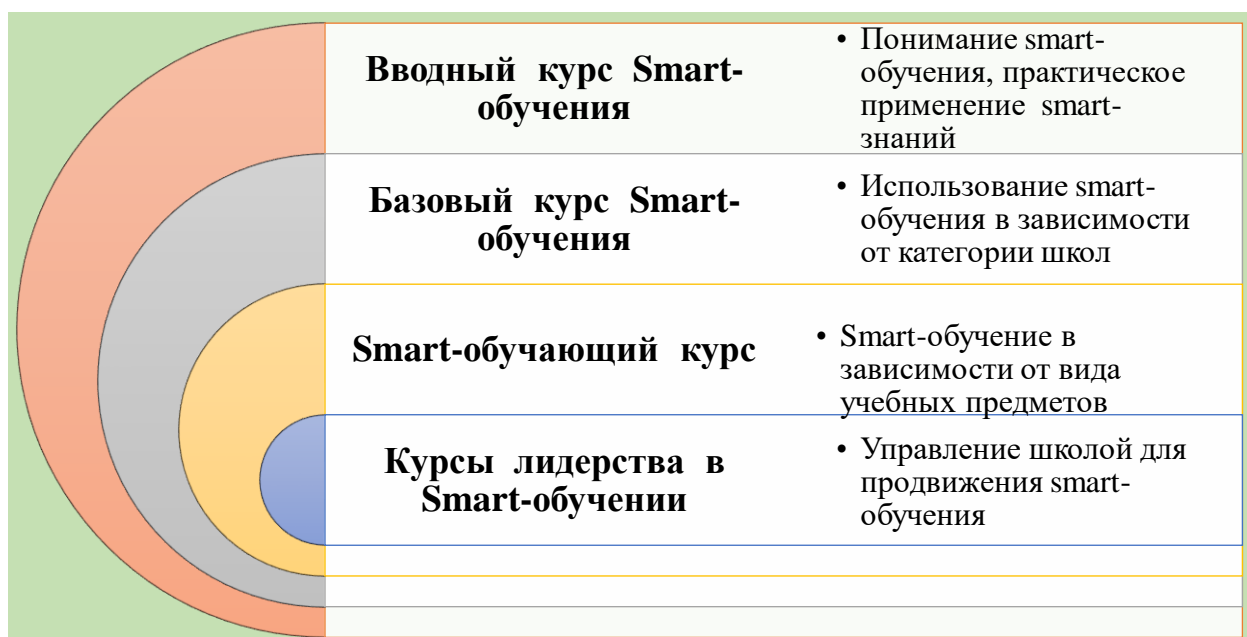 Вводный курс Smart-
обучения
• Понимание smart-
обучения, практическое
применение smart-
знаний
Базовый курс Smart-
обучения
• Использование smart-
обучения в зависимости
от категории школ
Smart-обучающий курс
• Smart-обучение в
зависимости от вида
учебных предметов
Курсы лидерства в
Smart-обучении
• Управление школой для
продвижения smart-
обучения